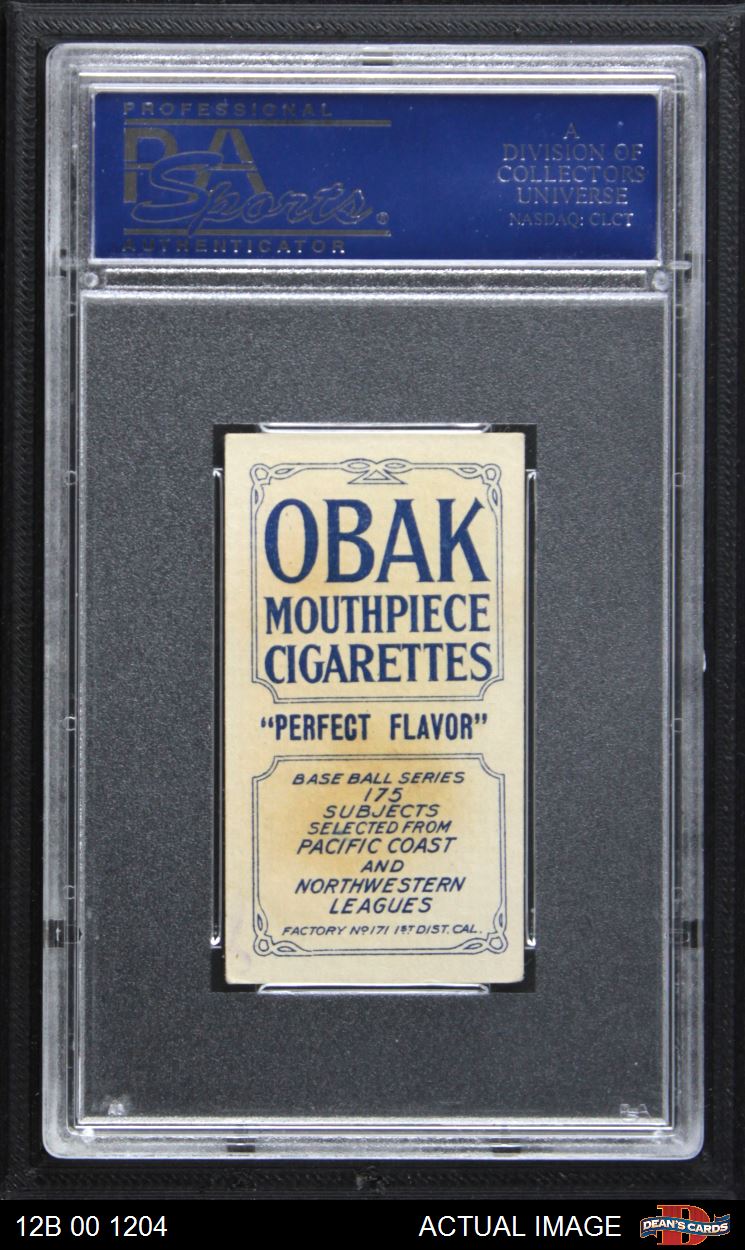 PROFESSIONAL
PSA
Sports®
AUTHENTICATOR
A
DIVISION OF
COLLECTORS
UNIVERSE
NASDAQ: CLCT
OBAK
MOUTHPIECE
CIGARETTES
"PERFECT FLAVOR"
BASE BALL SERIES
175
SUBJECTS
SELECTED FROM
PACIFIC COAST
AND
NORTHWESTERN
LEAGUES
FACTORY Nº 171 1ST DIST. CAL.
PSA
12B 00 1204
ACTUAL IMAGE
DEAN'S CARDS